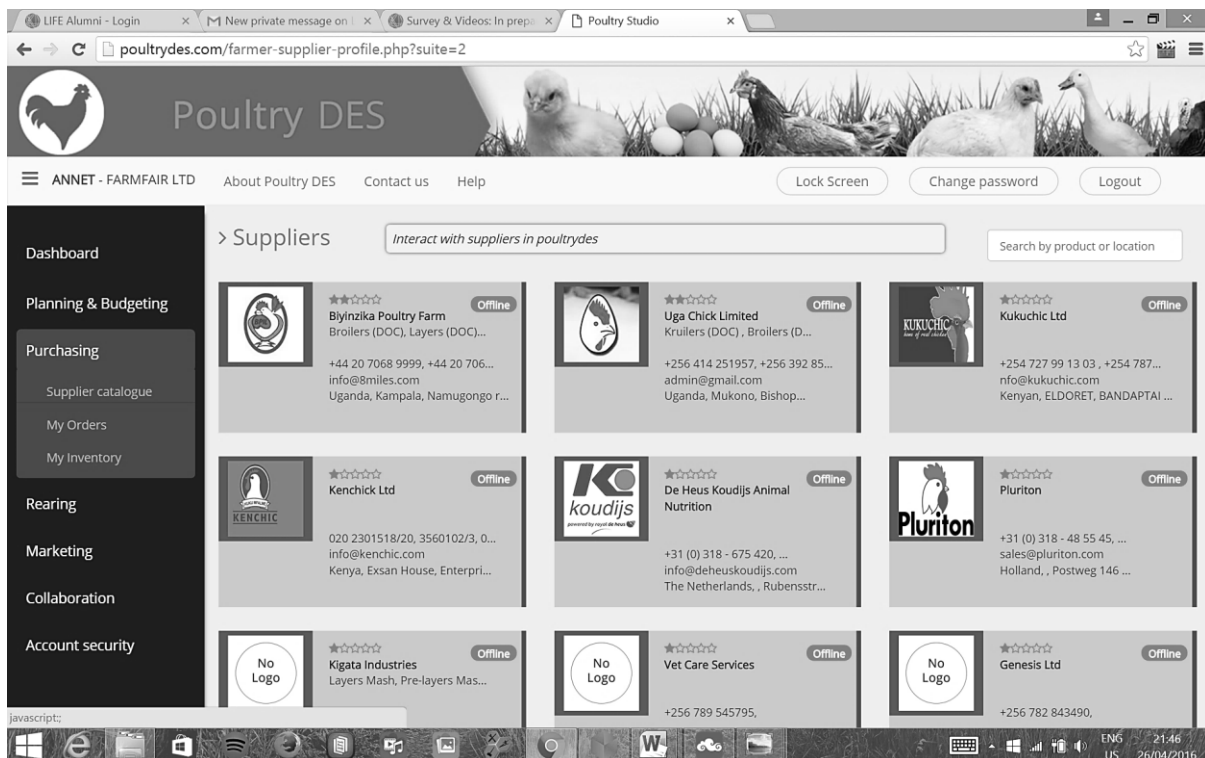 LIFE Alumni - Login
New private message on
Survey & Videos: In prepa
Poultry Studio
poultrydes.com/farmer-supplier-profile.php?suite=2
Poultry DES
ANNET - FARMFAIR LTD
About Poultry DES
Contact us
Help
Lock Screen
Change password
Logout
Dashboard
Planning & Budgeting
Purchasing
Supplier catalogue
My Orders
My Inventory
Rearing
Marketing
Collaboration
Account security
> Suppliers
Interact with suppliers in poultrydes
Search by product or location
Offline
Biyinzika Poultry Farm
Broilers (DOC), Layers (DOC)...
+44 20 7068 9999, +44 20 706...
info@8miles.com
Uganda, Kampala, Namugongo r...
Offline
Uga Chick Limited
Kruilers (DOC) , Broilers (D...
+256 414 251957, +256 392 85...
admin@gmail.com
Uganda, Mukono, Bishop...
KUKUCHIC
home of real chicken
Offline
Kukuchic Ltd
+254 727 99 13 03 , +254 787...
nfo@kukuchic.com
Kenyan, ELDORET, BANDAPTAI ...
KENCHIC
Offline
Kenchick Ltd
020 2301518/20, 3560102/3, 0...
info@kenchic.com
Kenya, Exsan House, Enterpri...
koudijs
powered by royal de heus
Offline
De Heus Koudijs Animal
Nutrition
+31 (0) 318 - 675 420, ...
info@deheuskoudijs.com
The Netherlands, , Rubensstr...
Pluriton
Offline
Pluriton
+31 (0) 318 - 48 55 45, ...
sales@pluriton.com
Holland, , Postweg 146 ...
No
Logo
Offline
Kigata Industries
Layers Mash, Pre-layers Mas...
No
Logo
Offline
Vet Care Services
+256 789 545795,
No
Logo
Offline
Genesis Ltd
+256 782 843490,
javascript:;
ENG
US
21:46
26/04/2016